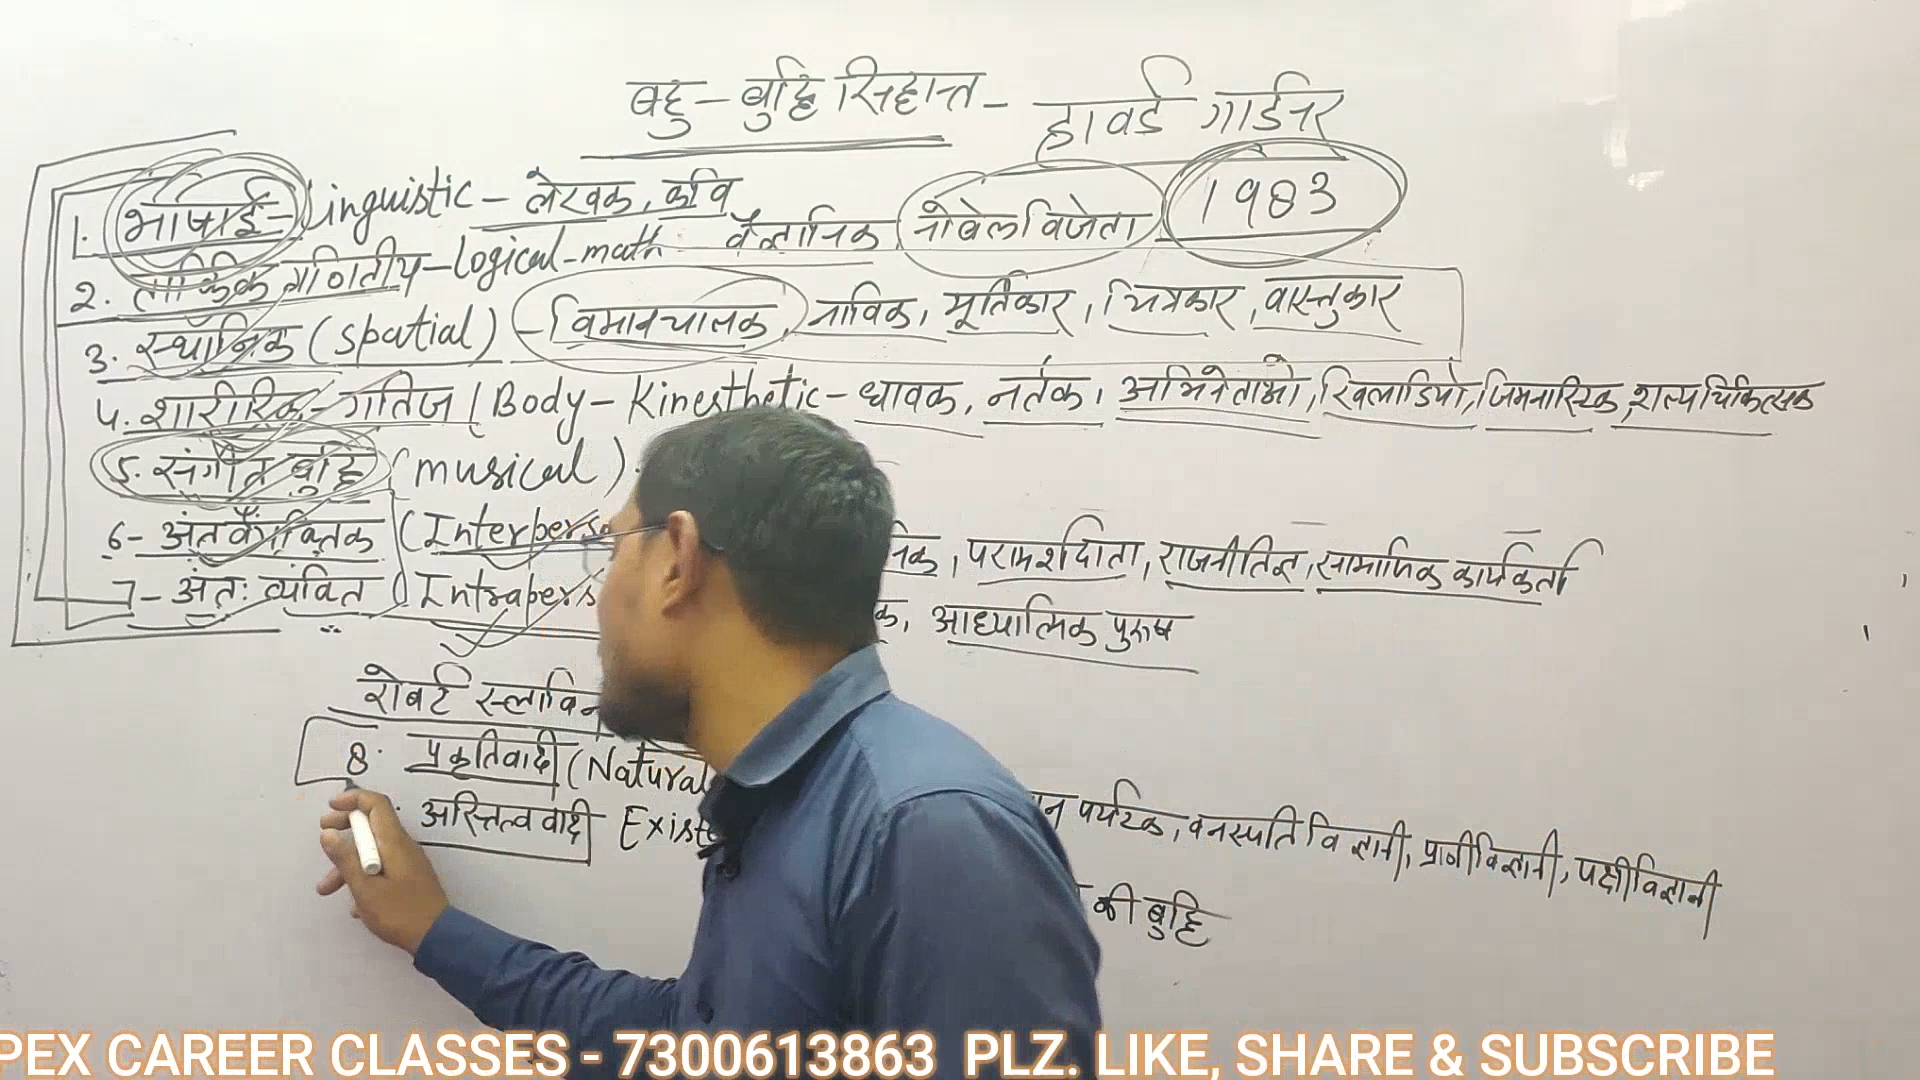 बहु - बुद्धि सिद्धान्त - हावर्ड गार्डनर
1983
1. भाषाई - Linguistic - लेखक, कवि
2. तार्किक गणितीय - Logical-math वैज्ञानिक, नोबेल विजेता
3. स्थानिक (Spatial) - विमानचालक, नाविक, मूर्तिकार, चित्रकार, वास्तुकार
4. शारीरिक - गतिज (Body - Kinesthetic - धावक, नर्तक, अभिनेताओ, खिलाडियो, जिमनास्टिक, शल्यचिकित्सक
5. संगीत बुद्धि (musical)
6- अंतर्वैयक्तिक (Interpers परामर्शदाता, राजनीतिज्ञ, सामाजिक कार्यकर्ता
7- अंतः व्यक्ति (Intrapers आध्यात्मिक पुरुष
रोबर्ट स्लाविन
8. प्रकृतिवादी (Natural पर्यटक, वनस्पति विज्ञानी, प्राणीविज्ञानी, पक्षीविज्ञानी
अस्तित्ववादी Existe की बुद्धि
PEX CAREER CLASSES - 7300613863 PLZ. LIKE, SHARE & SUBSCRIBE